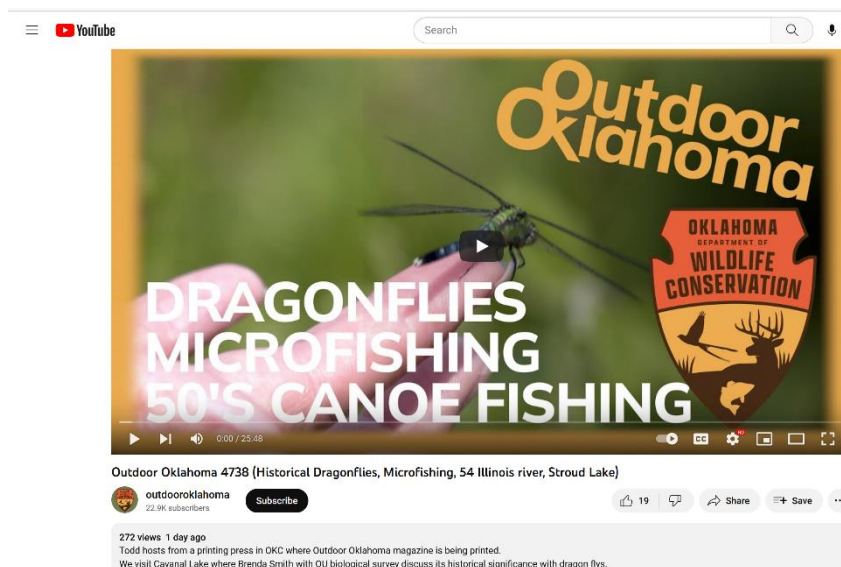 YouTube
Search
Outdoor
Oklahoma
OKLAHOMA
DEPARTMENT OF
WILDLIFE
CONSERVATION
DRAGONFLIES
MICROFISHING
50'S CANOE FISHING
0:00 / 25:48
CC
HD
Outdoor Oklahoma 4738 (Historical Dragonflies, Microfishing, 54 Illinois river, Stroud Lake)
outdooroklahoma
22.9K subscribers
Subscribe
19
Share
Save
272 views 1 day ago
Todd hosts from a printing press in OKC where Outdoor Oklahoma magazine is being printed.
We visit Cavanal Lake where Brenda Smith with OU biological survey discuss its historical significance with dragon flys.